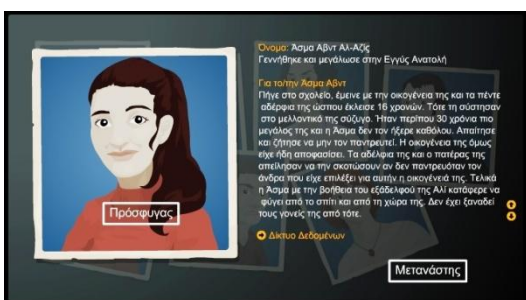 Όνομα: Άσμα Αβντ Αλ-Αζίς
Γεννήθηκε και μεγάλωσε στην Εγγύς Ανατολή
Για το/την Άσμα Αβντ
Πήγε στο σχολείο, έμεινε με την οικογένεια της και τα πέντε
αδέρφια της ώσπου έκλεισε 16 χρονών. Τότε τη σύστησαν
στο μελλοντικό της σύζυγο. Ήταν περίπου 30 χρόνια πιο
μεγάλος της και η Άσμα δεν τον ήξερε καθόλου. Απαίτησε
και ζήτησε να μην τον παντρευτεί. Η οικογένεια της όμως
είχε ήδη αποφασίσει. Τα αδέλφια της και ο πατέρας της
απείλησαν να την σκοτώσουν αν δεν παντρευόταν τον
άνδρα που είχε επιλέξει για αυτήν η οικογένειά της. Τελικά
η Άσμα με την βοήθεια του εξάδελφού της Αλί κατάφερε να
φύγει από το σπίτι και από τη χώρα της. Δεν έχει ξαναδεί
τους γονείς της από τότε.
Δίκτυο Δεδομένων
Πρόσφυγας
Μετανάστης